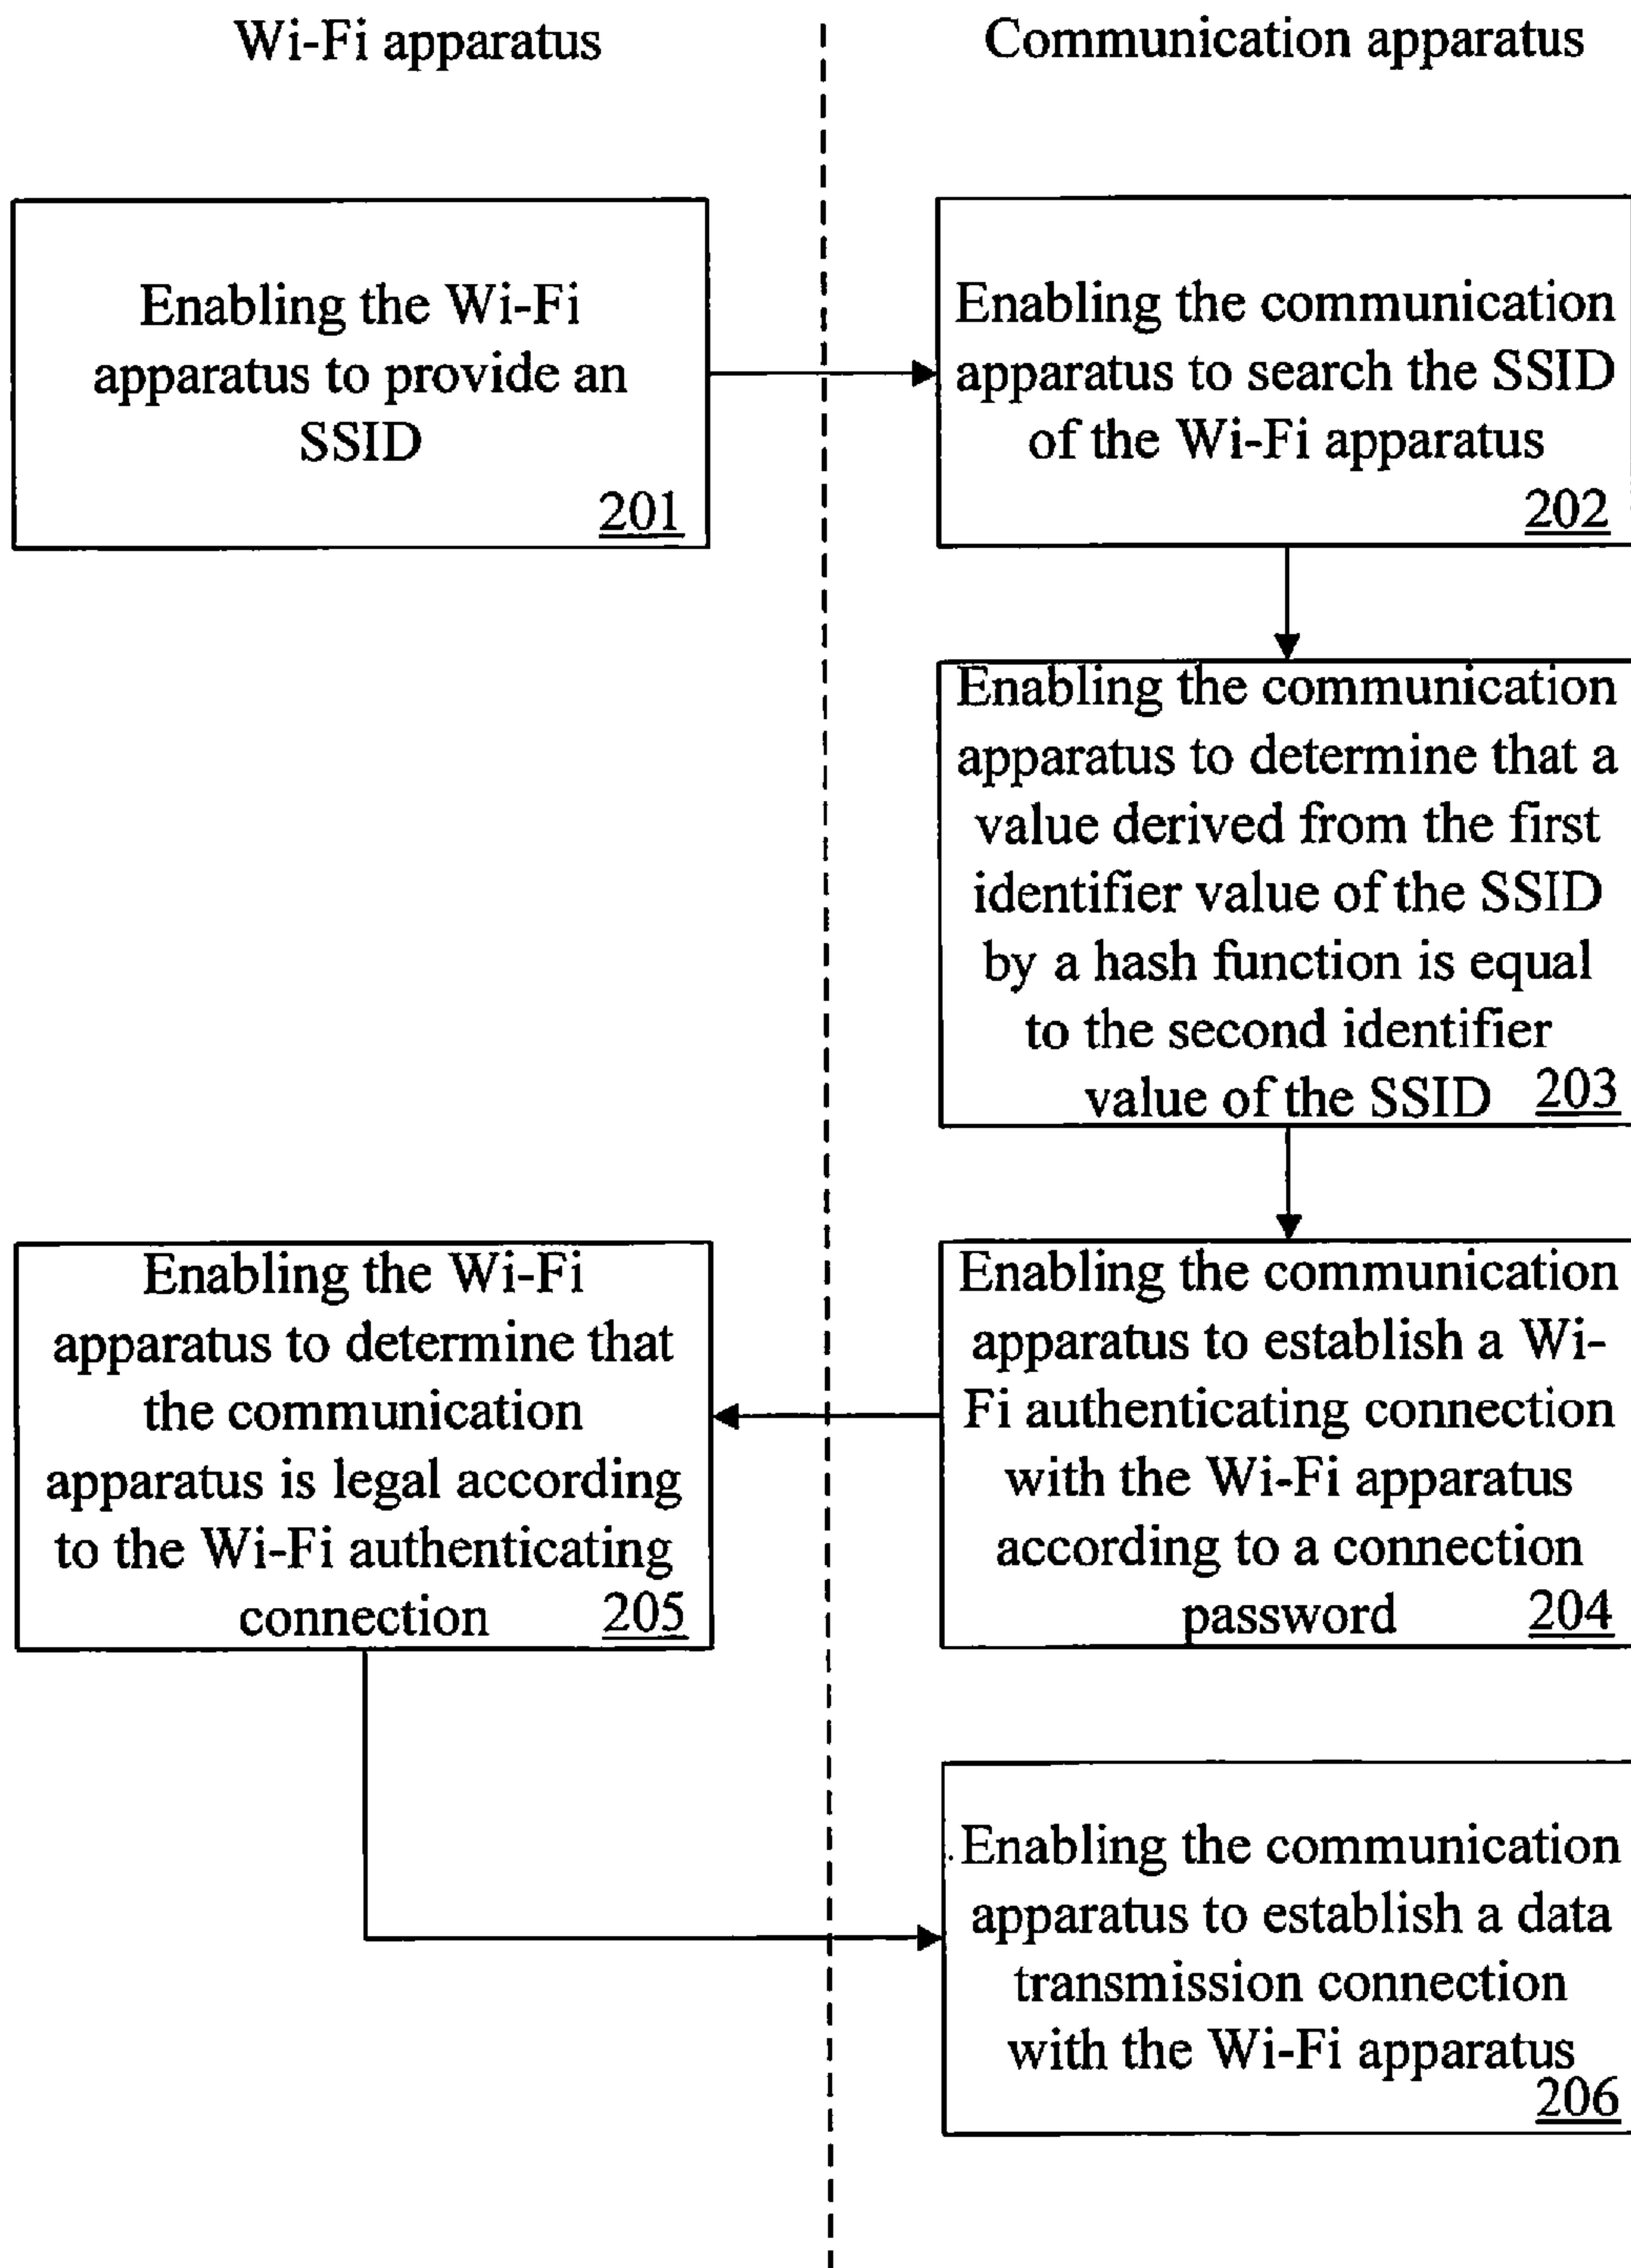 Wi-Fi apparatus
Communication apparatus
Enabling the Wi-Fi
apparatus to provide an
SSID
201
Enabling the communication
apparatus to search the SSID
of the Wi-Fi apparatus
202
Enabling the communication
apparatus to determine that a
value derived from the first
identifier value of the SSID
by a hash function is equal
to the second identifier
value of the SSID 203
Enabling the communication
apparatus to establish a Wi-
Fi authenticating connection
with the Wi-Fi apparatus
according to a connection
password 204
Enabling the Wi-Fi
apparatus to determine that
the communication
apparatus is legal according
to the Wi-Fi authenticating
connection 205
Enabling the communication
apparatus to establish a data
transmission connection
with the Wi-Fi apparatus
206